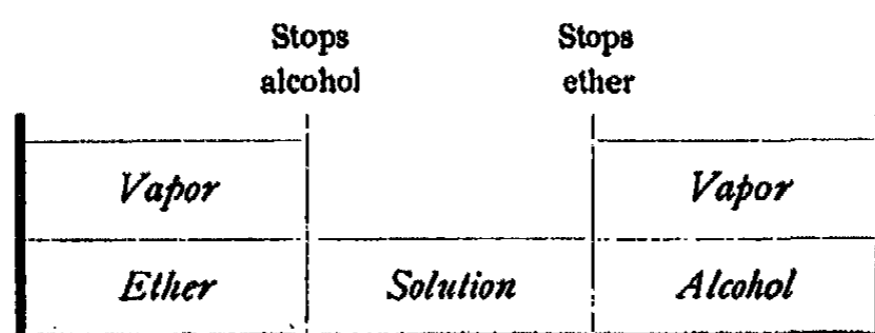 Stops Stops
alcohol ether
Vapor Vapor
Ether Solution Alcohol